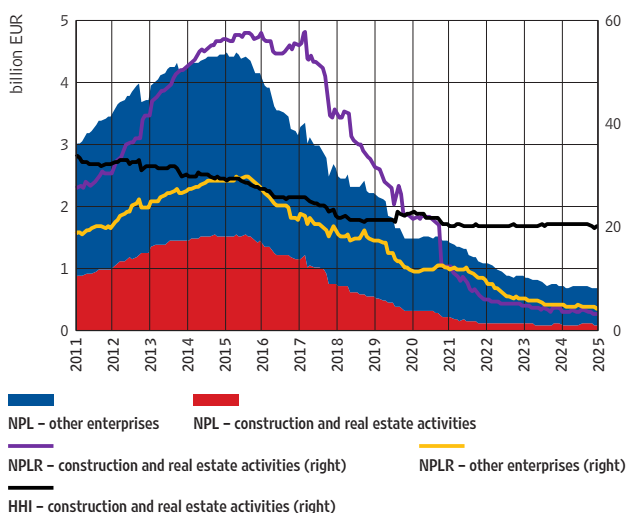 billion EUR
5 60
4
40
3
2
20
1
0 0
2011 2012 2013 2014 2015 2016 2017 2018 2019 2020 2021 2022 2023 2024 2025
NPL – other enterprises NPL – construction and real estate activities
NPLR – construction and real estate activities (right) NPLR – other enterprises (right)
HHI – construction and real estate activities (right)